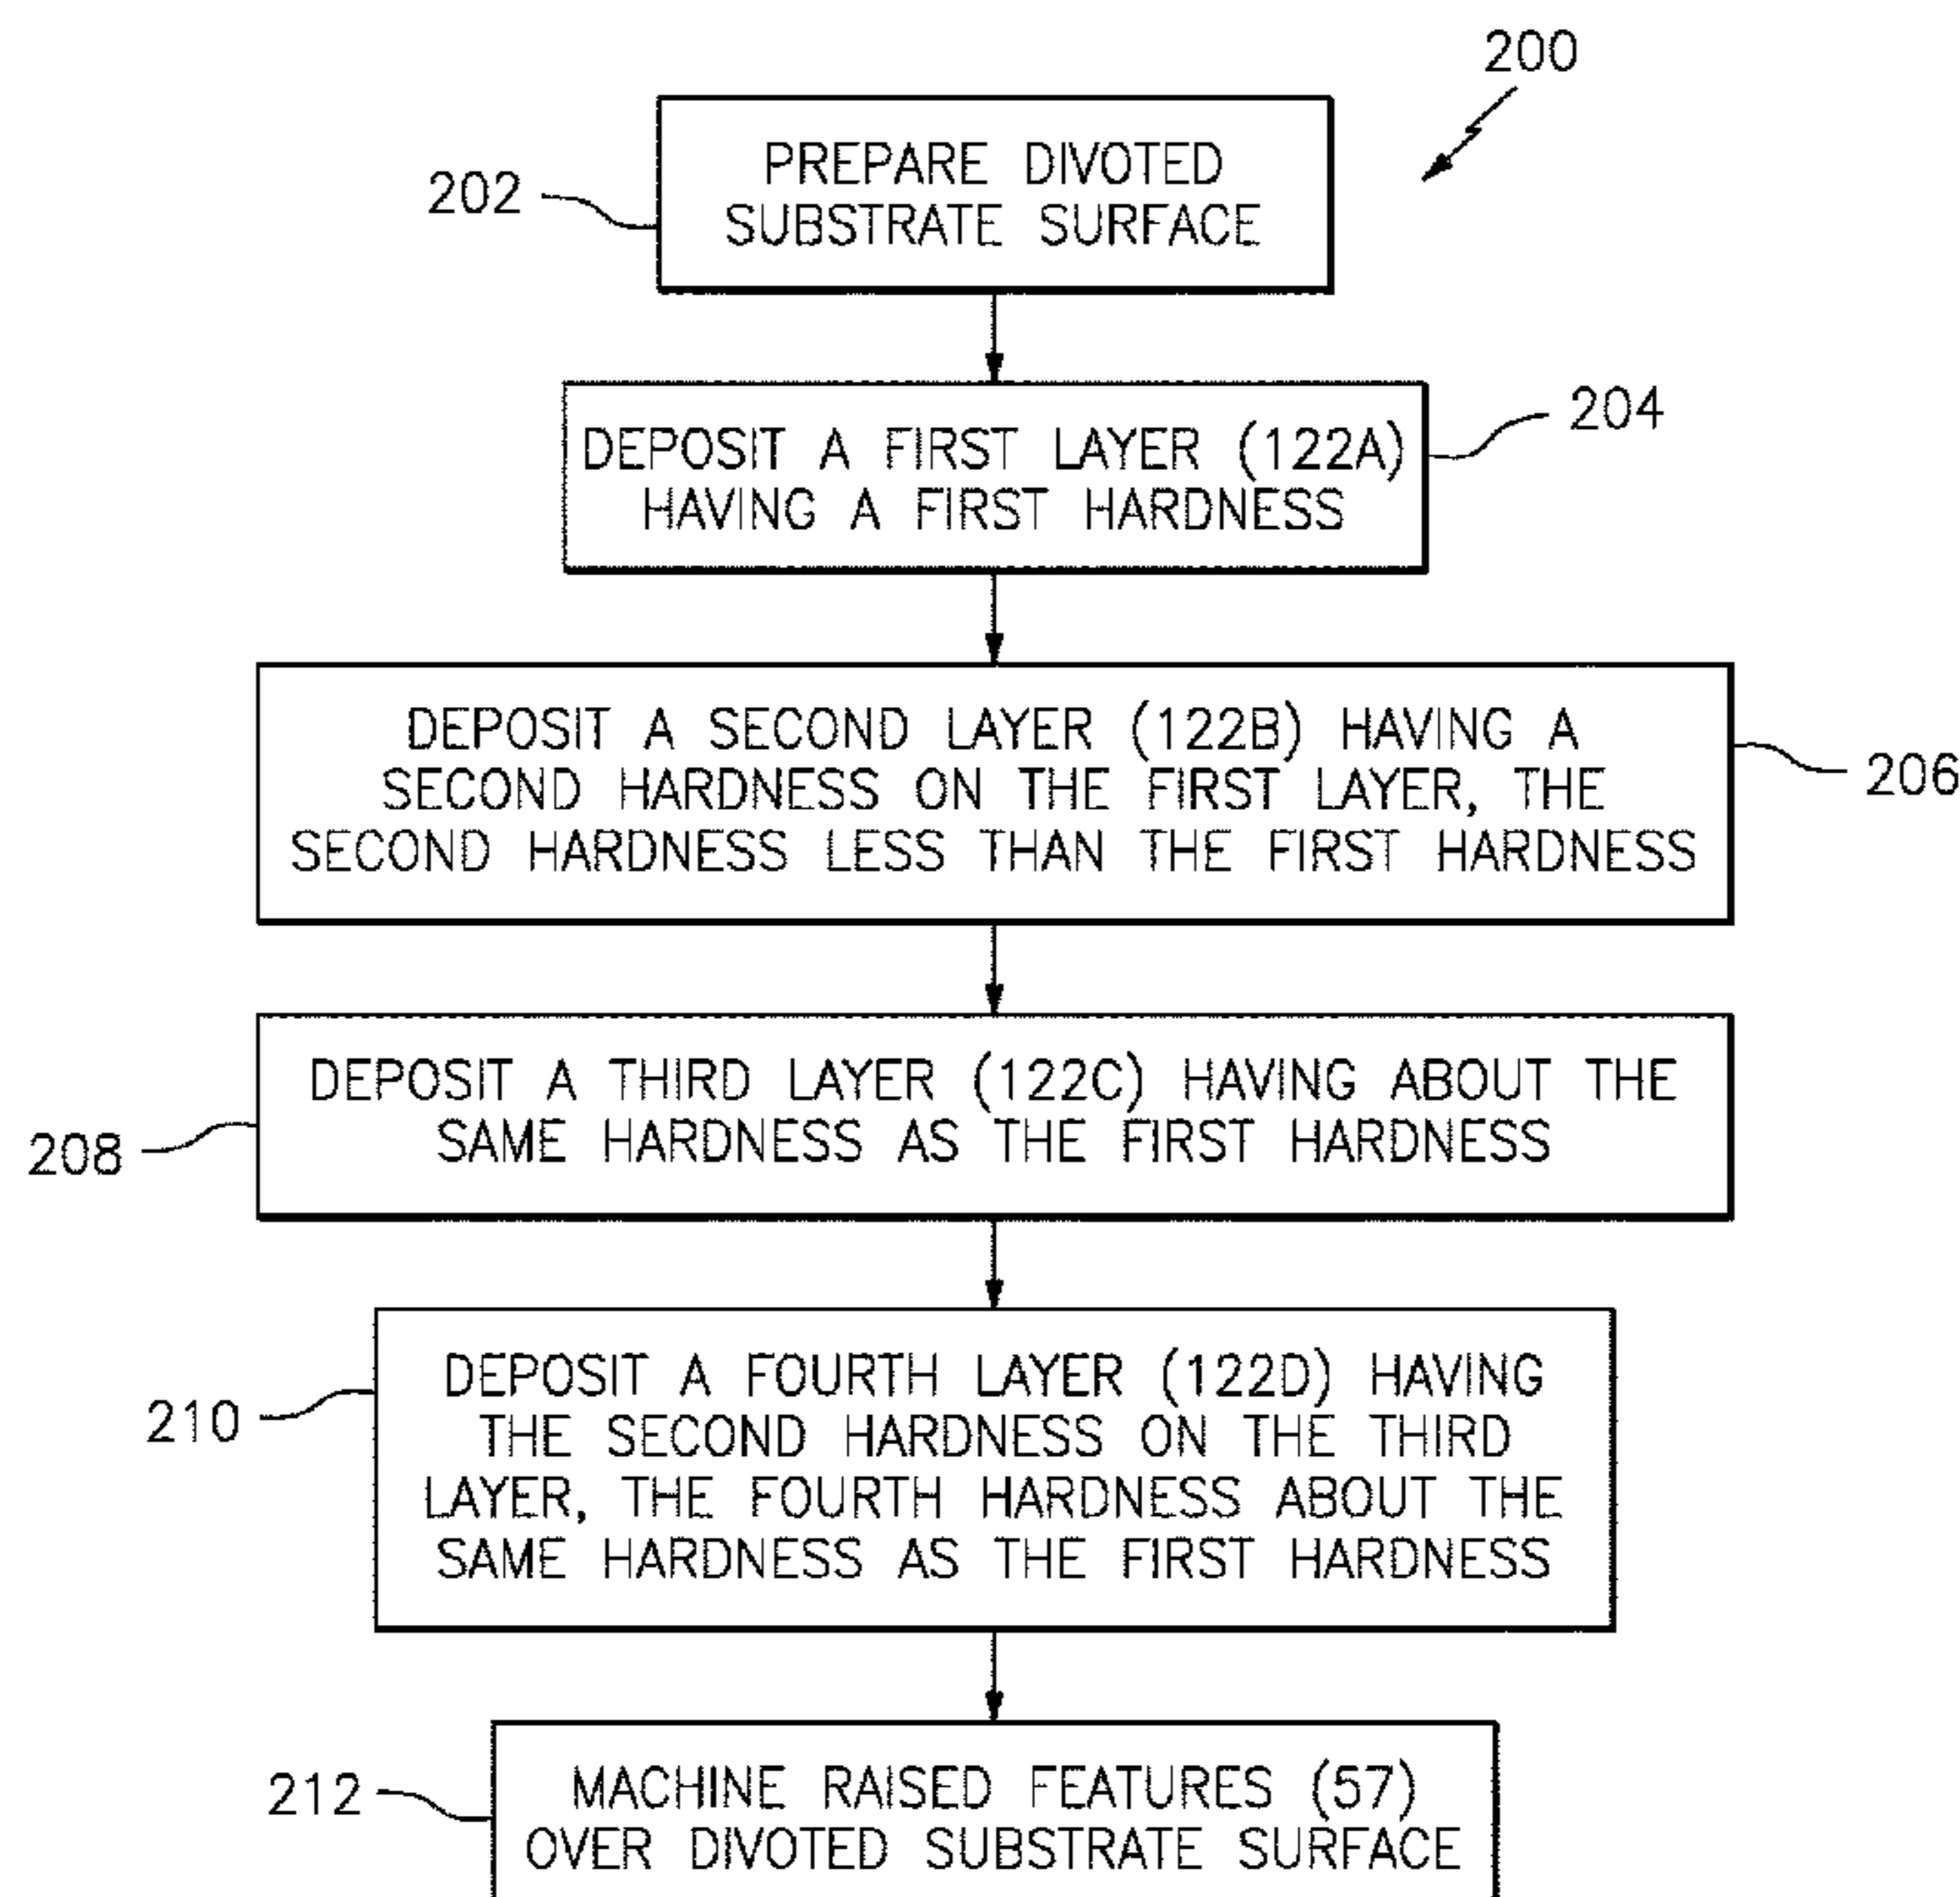 200
202
PREPARE DIVOTED
SUBSTRATE SURFACE
204
DEPOSIT A FIRST LAYER (122A)
HAVING A FIRST HARDNESS
206
DEPOSIT A SECOND LAYER (122B) HAVING A
SECOND HARDNESS ON THE FIRST LAYER, THE
SECOND HARDNESS LESS THAN THE FIRST HARDNESS
208
DEPOSIT A THIRD LAYER (122C) HAVING ABOUT THE
SAME HARDNESS AS THE FIRST HARDNESS
210
DEPOSIT A FOURTH LAYER (122D) HAVING
THE SECOND HARDNESS ON THE THIRD
LAYER, THE FOURTH HARDNESS ABOUT THE
SAME HARDNESS AS THE FIRST HARDNESS
212
MACHINE RAISED FEATURES (57)
OVER DIVOTED SUBSTRATE SURFACE